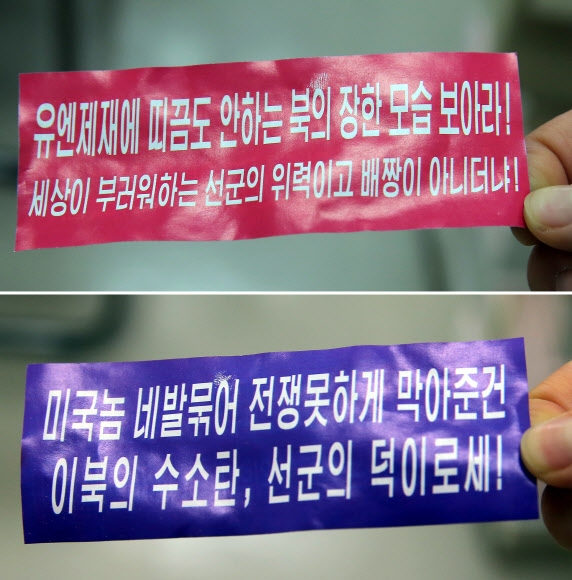 유엔제재에 띠끔도 안하는 북의 장한 모습 보아라!
세상이 부러워하는 선군의 위력이고 배짱이 아니더냐!
미국놈 네발묶어 전쟁못하게 막아준건
이북의 수소탄, 선군의 덕이로세!